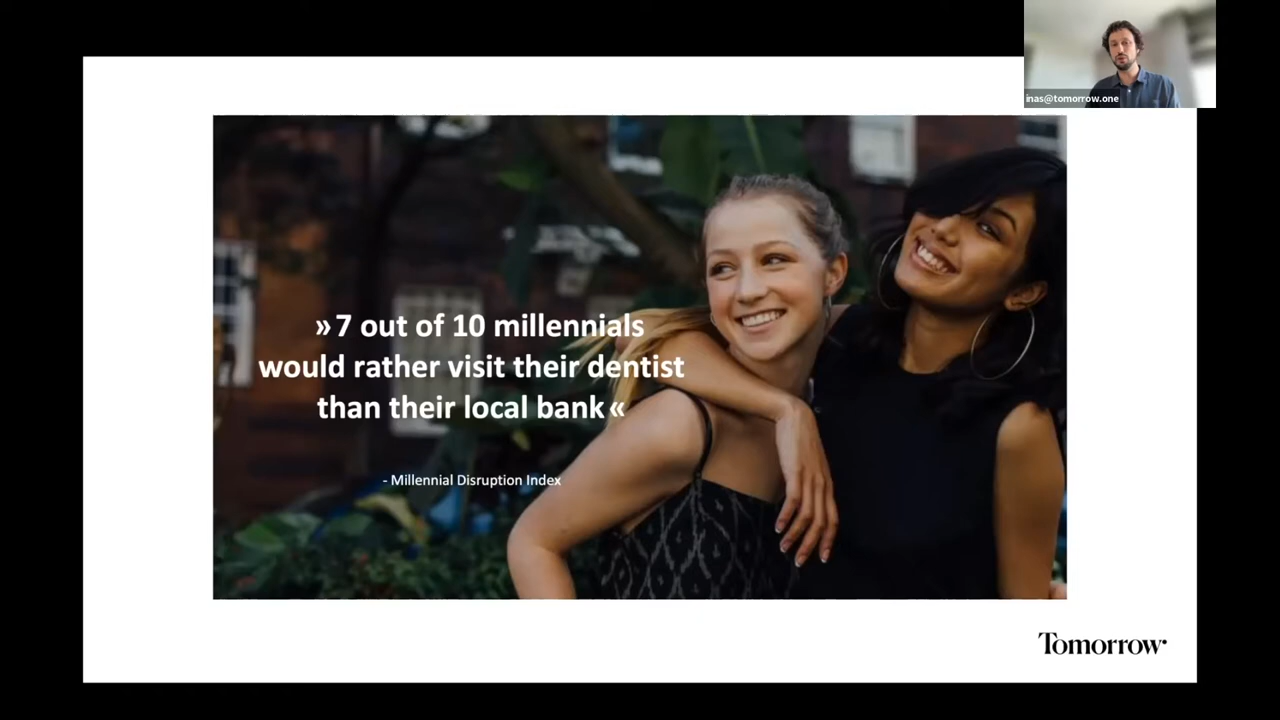 inas@tomorrow.one
»7 out of 10 millennials
would rather visit their dentist
than their local bank«
- Millennial Disruption Index
Tomorrow